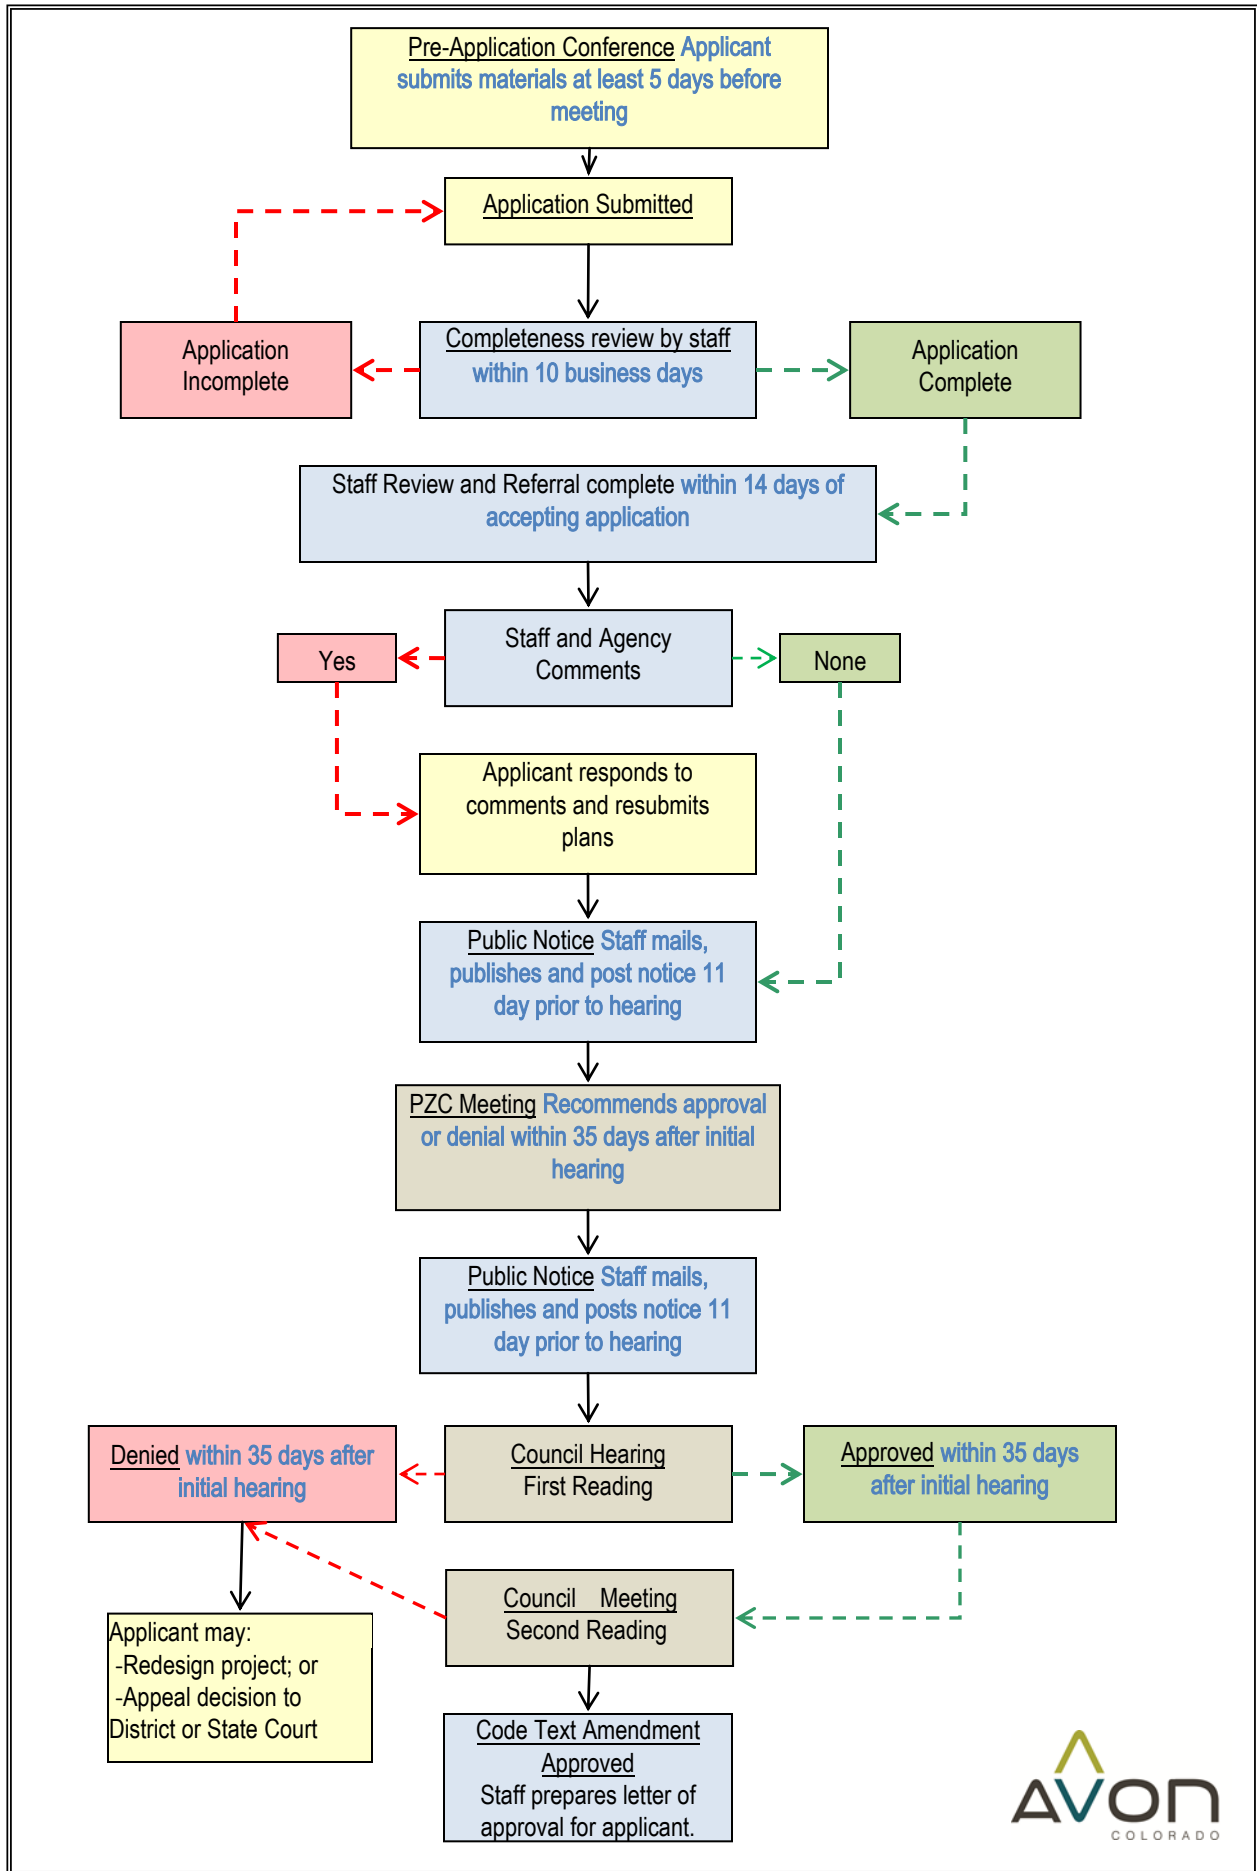 Pre-Application Conference Applicant
submits materials at least 5 days before
meeting
Application Submitted
Application
Incomplete
Completeness review by staff
within 10 business days
Application
Complete
Staff Review and Referral complete within 14 days of
accepting application
Yes
Staff and Agency
Comments
None
Applicant responds to
comments and resubmits
plans
Public Notice Staff mails,
publishes and post notice 11
day prior to hearing
PZC Meeting Recommends approval
or denial within 35 days after initial
hearing
Public Notice Staff mails,
publishes and posts notice 11
day prior to hearing
Denied within 35 days after
initial hearing
Council Hearing
First Reading
Approved within 35 days
after initial hearing
Council Meeting
Second Reading
Applicant may:
-Redesign project; or
-Appeal decision to
District or State Court
Code Text Amendment
Approved
Staff prepares letter of
approval for applicant.
AVON
COLORADO